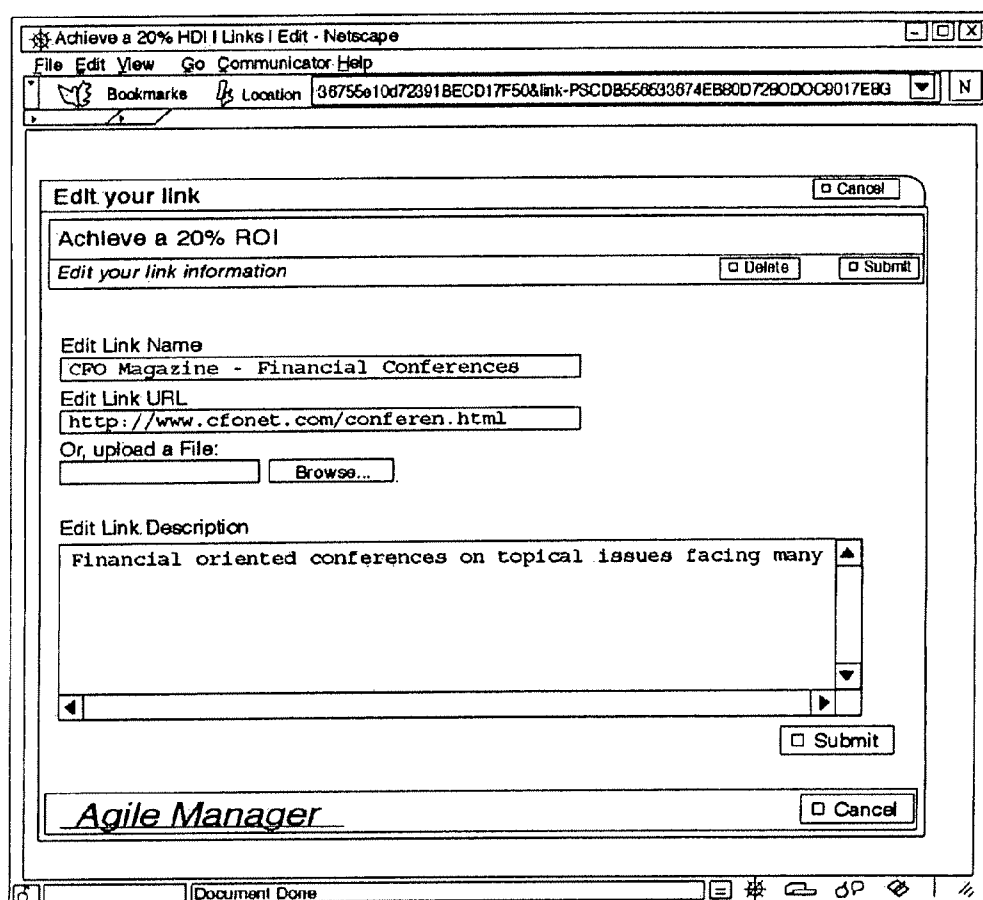 Achieve a 20% HDI I Links I Edit - Netscape
File Edit View Go Communicator Help
Bookmarks Location 36755e10d72391BECD17F50&link-PSCDB556533674EB80D728ODOC9017E8G N
Edit your link Cancel
Achieve a 20% ROI
Edit your link information Delete Submit
Edit Link Name
CFO Magazine - Financial Conferences
Edit Link URL
http://www.cfonet.com/conferen.html
Or, upload a File:
Browse...
Edit Link Description
Financial oriented conferences on topical issues facing many
Submit
Agile Manager Cancel
Document Done